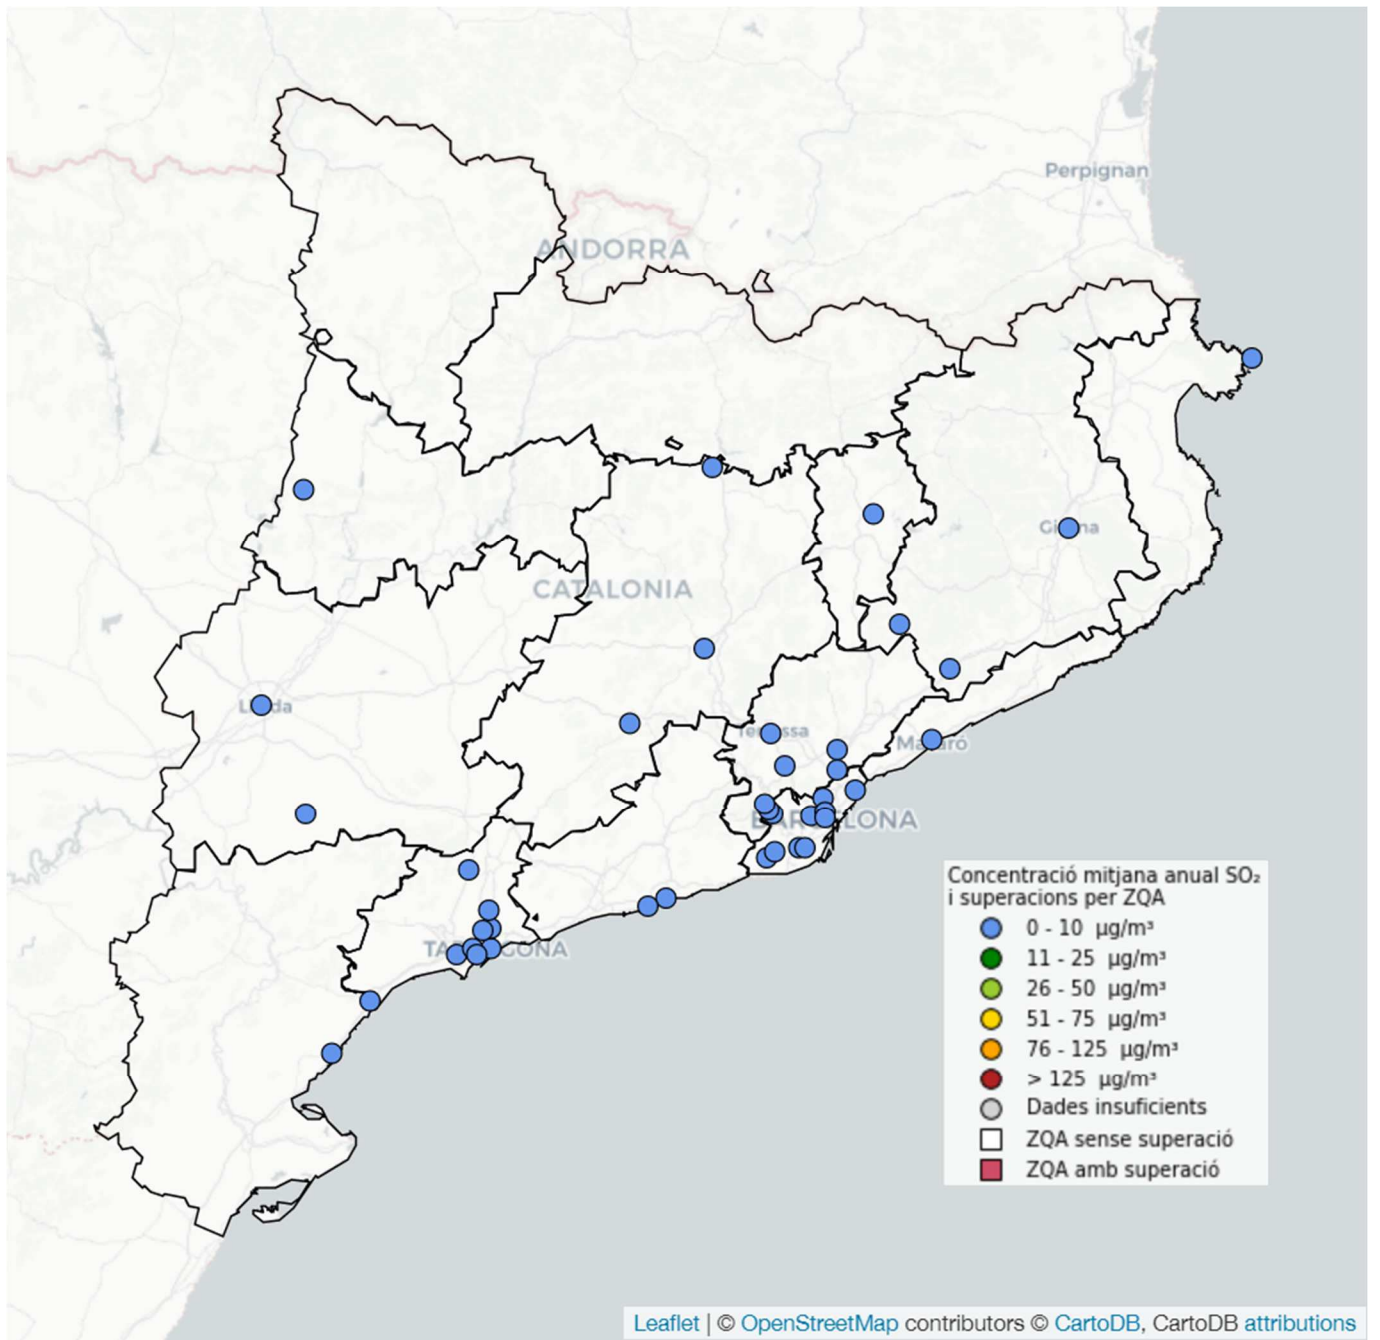 Perpignan
ANDORRA
CATALONIA
BARCELONA
Concentració mitjana anual SO₂
i superacions per ZQA
0 - 10 µg/m³
11 - 25 µg/m³
26 - 50 µg/m³
51 - 75 µg/m³
76 - 125 µg/m³
> 125 µg/m³
Dades insuficients
ZQA sense superació
ZQA amb superació
Leaflet | © OpenStreetMap contributors © CartoDB, CartoDB attributions